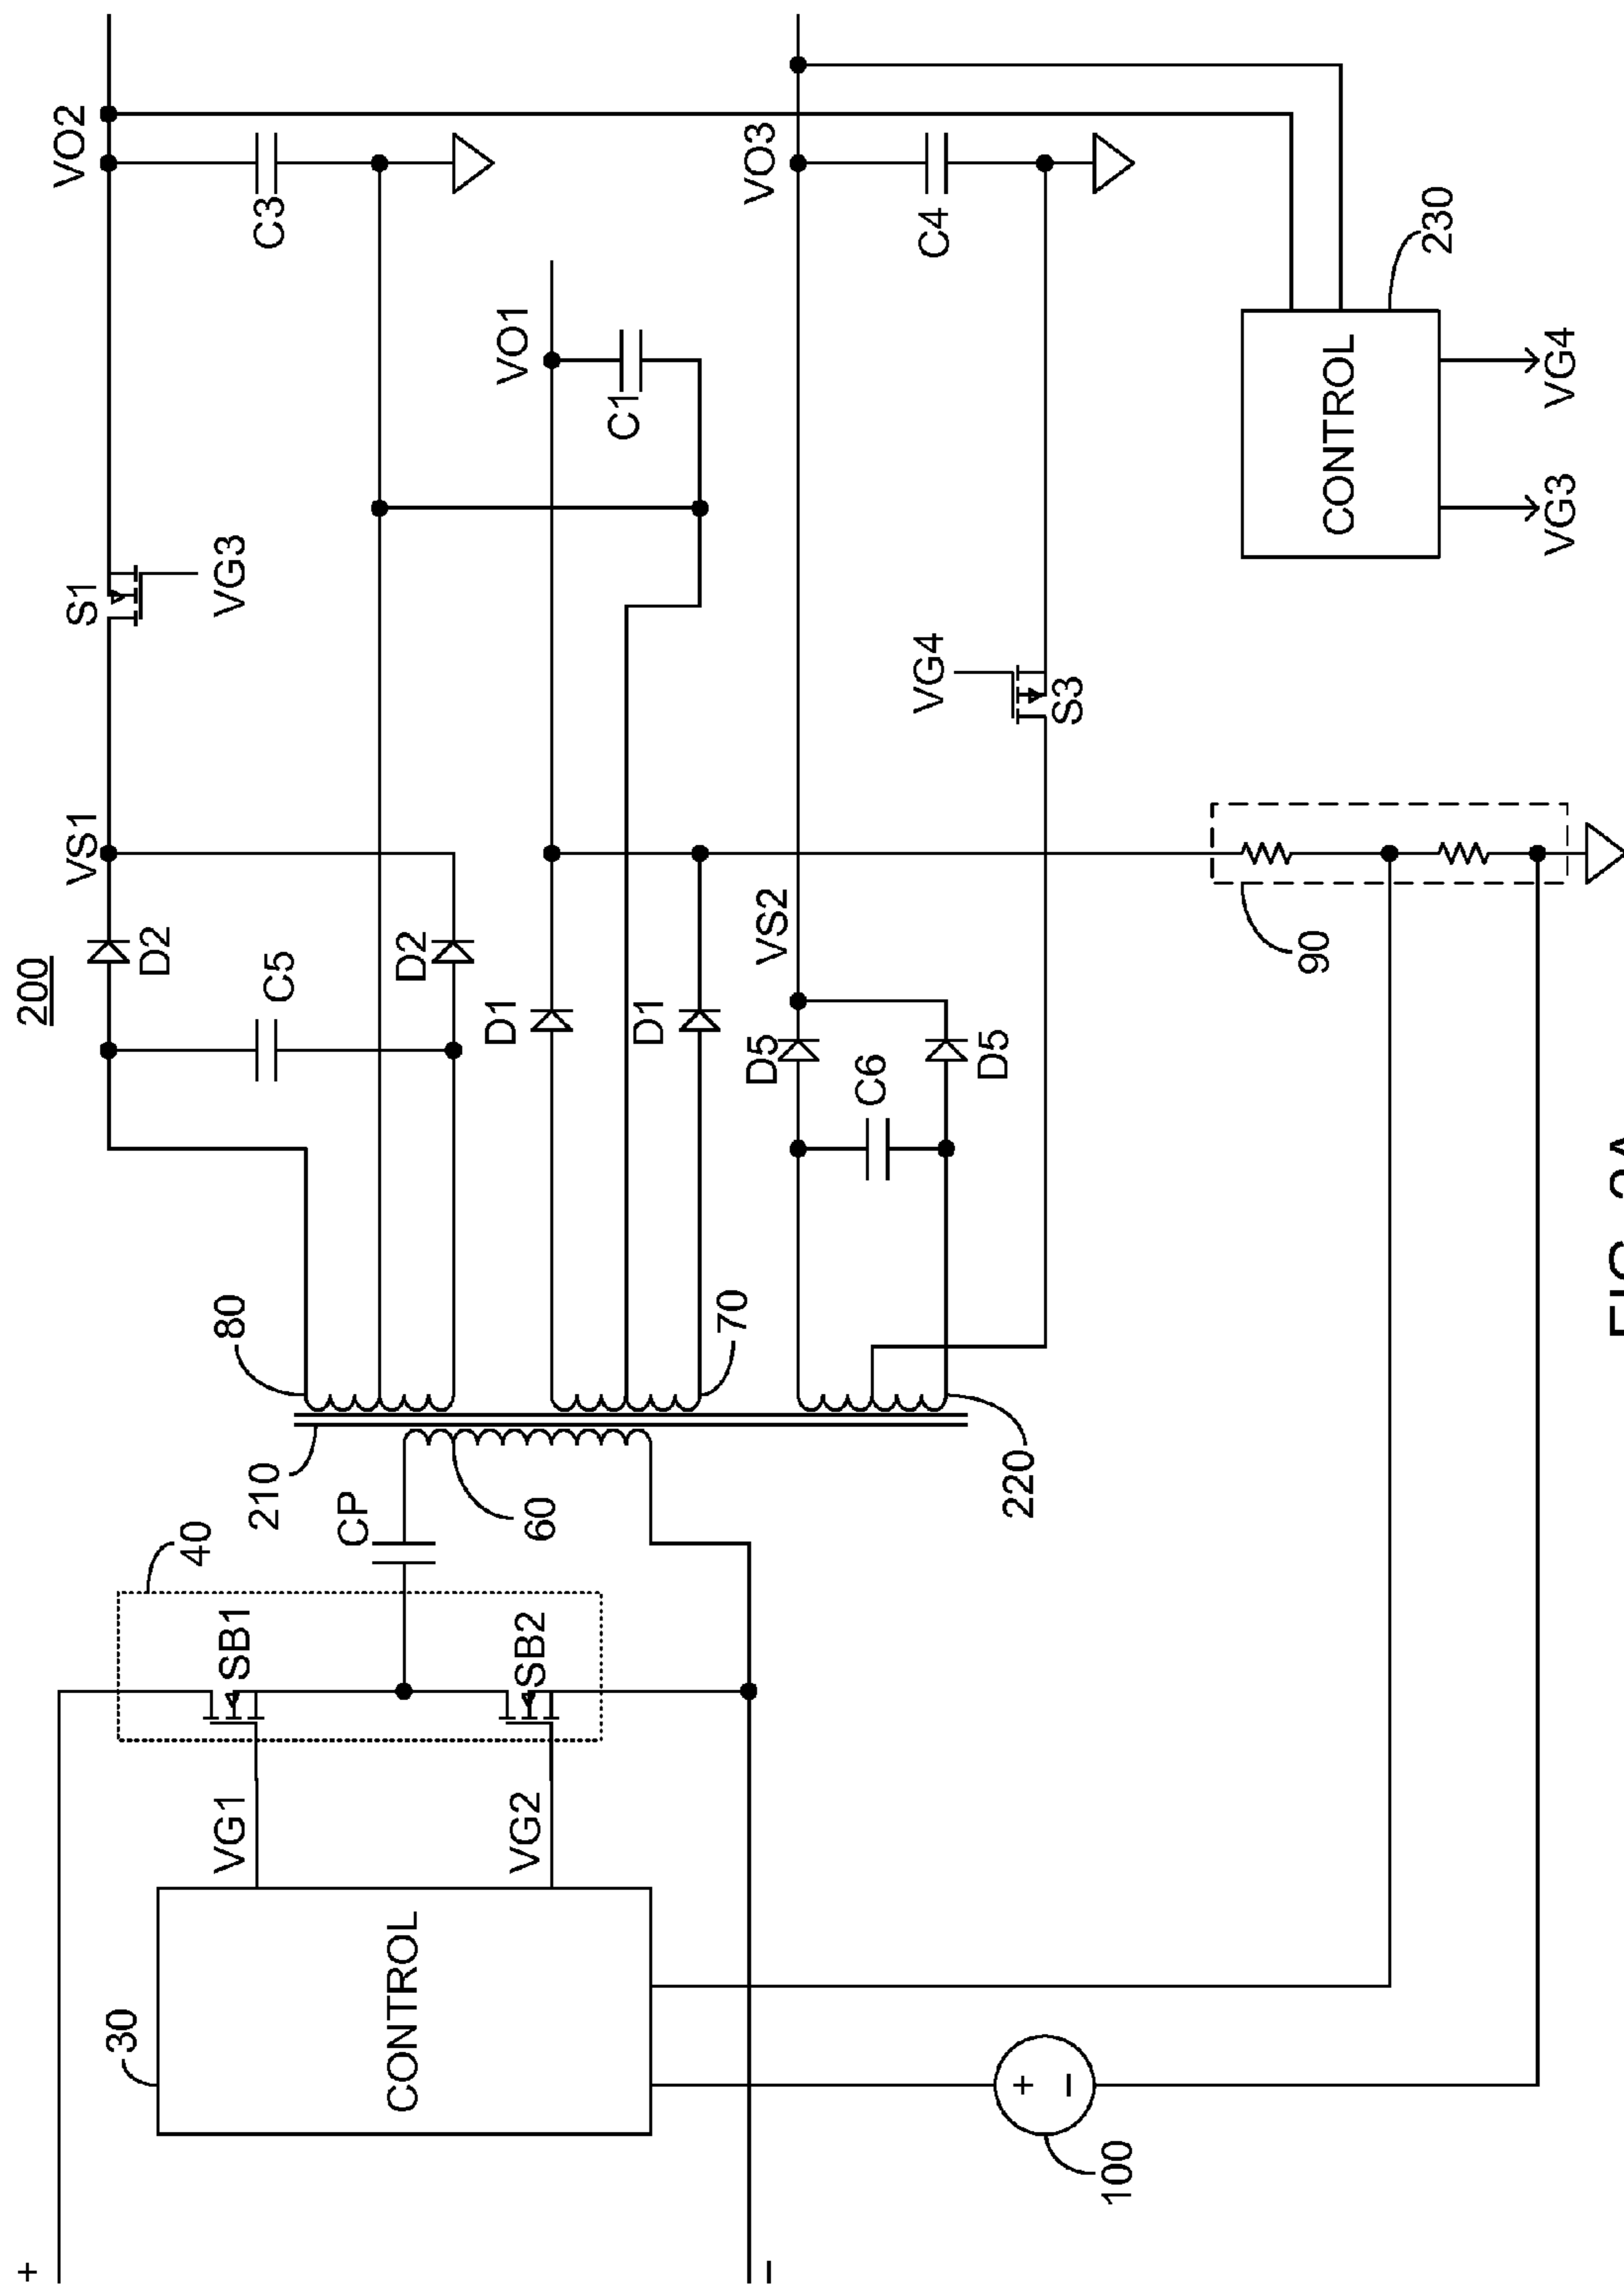 200
VO2
VS1
S1
VG3
C3
D2
C5
D2
80
210
40
CP
60
SB1
SB2
VG1
VG2
30
CONTROL
+
−
D1
D1
70
VO1
C1
VO3
VS2
D5
C6
D5
220
C4
VG4
S3
230
CONTROL
VG3
VG4
90
+
−
100